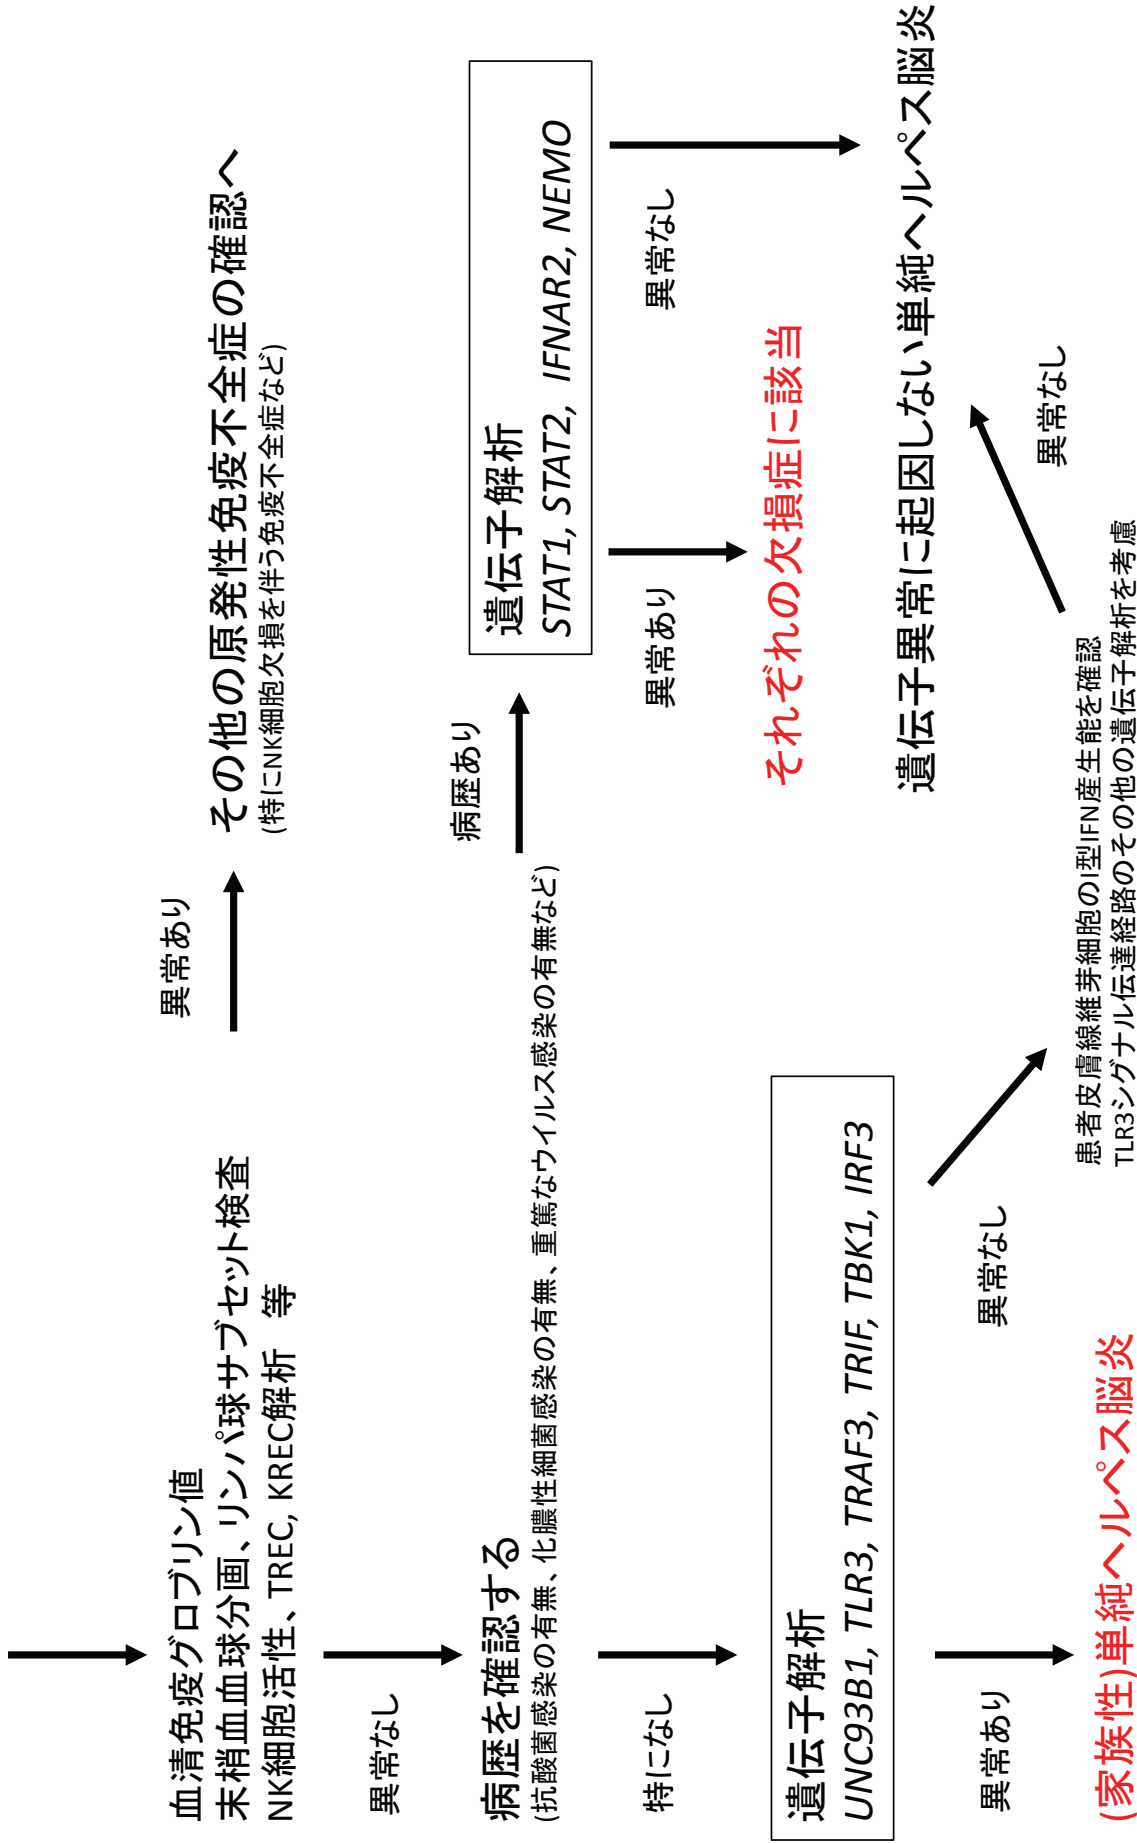 血清免疫グロブリン値
末梢血血球分画、リンパ球サブセット検査
NK細胞活性、TREC, KREC解析 等
異常あり
その他の原発性免疫不全症の確認へ
(特にNK細胞欠損を伴う免疫不全症など)
異常なし
病歴を確認する
(抗酸菌感染の有無、化膿性細菌感染の有無、重篤なウイルス感染の有無など)
病歴あり
遺伝子解析
STAT1, STAT2, IFNAR2, NEMO
異常あり
異常なし
それぞれの欠損症に該当
特になし
遺伝子解析
UNC93B1, TLR3, TRAF3, TRIF, TBK1, IRF3
遺伝子異常に起因しない単純ヘルペス脳炎
異常あり
異常なし
異常なし
(家族性)単純ヘルペス脳炎
患者皮膚線維芽細胞のI型IFN産生能を確認
TLR3シグナル伝達経路のその他の遺伝子解析を考慮